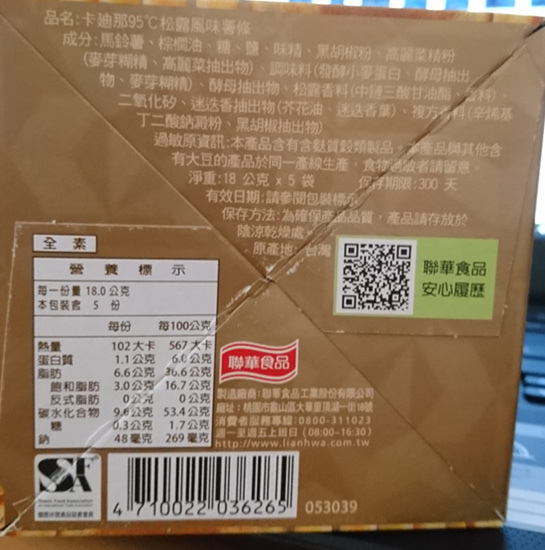 品名:卡廸那95℃松露風味薯條
成分:馬鈴薯、棕櫚油、糖、鹽、味精、黑胡椒粉、高麗菜精粉
(麥芽糊精、高麗菜抽出物)、調味料(發酵小麥蛋白、酵母抽出
物、麥芽糊精)、酵母抽出物、松露香料(中鏈三酸甘油酯、香料)、
二氧化矽、迷迭香抽出物(芥花油、迷迭香葉)、複方香料(辛烯基
丁二酸鈉澱粉、黑胡椒抽出物)
過敏原資訊:本產品含有含麩質穀類製品。本產品與其他含
有大豆的產品於同一產線生產，食物過敏者請留意。
淨重:18 公克 x 5 袋 保存期限:300 天
有效日期:請參閱包裝標示
保存方法:為確保產品品質，產品請存放於
陰涼乾燥處。
原產地:台灣
全 素
營 養 標 示
每一份量 18.0 公克
本包裝含 5 份
每份 每100公克
熱量 102 大卡 567 大卡
蛋白質 1.1 公克 6.0 公克
脂肪 6.6 公克 36.6 公克
飽和脂肪 3.0 公克 16.7 公克
反式脂肪 0 公克 0 公克
碳水化合物 9.6 公克 53.4 公克
糖 0.3 公克 1.7 公克
鈉 48 毫克 269 毫克
聯華食品
安心履歷
聯華食品
製造廠商:聯華食品工業股份有限公司
廠址:桃園市龜山區大華里頂湖一街18號
消費者服務專線:0800-311023
週一至週五上班日 (08:00-16:30)
http://www.lianhwa.com.tw
4 710022 036265
053039